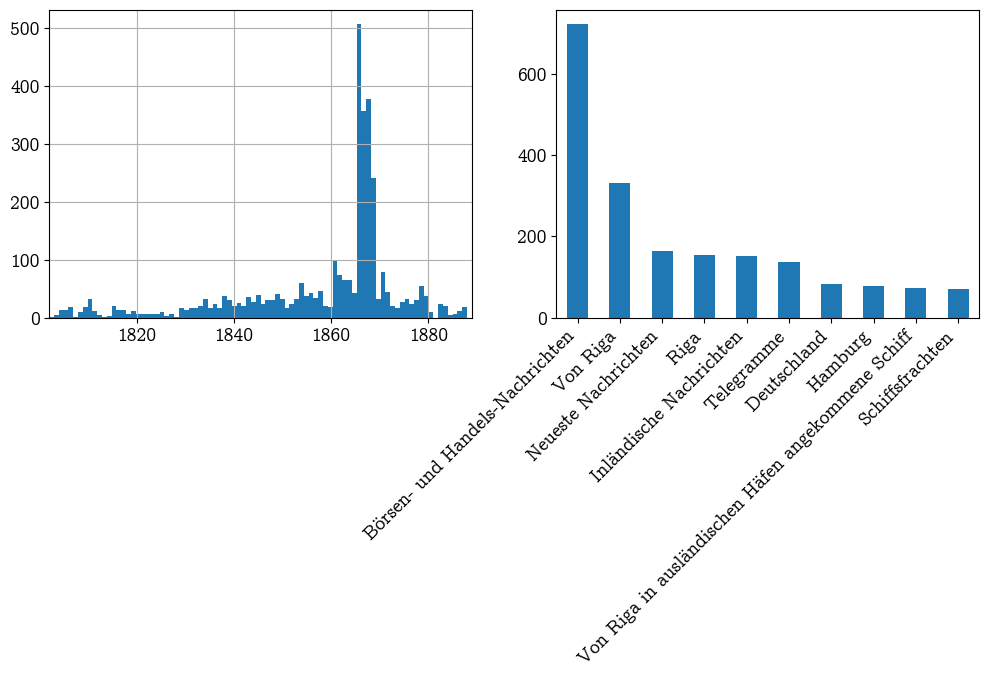 500
400
300
200
100
0
1820
1840
1860
1880
600
400
200
0
Börsen- und Handels-Nachrichten
Von Riga
Neueste Nachrichten
Riga
Inländische Nachrichten
Telegramme
Deutschland
Hamburg
Von Riga in ausländischen Häfen angekommene Schiff
Schiffsfrachten